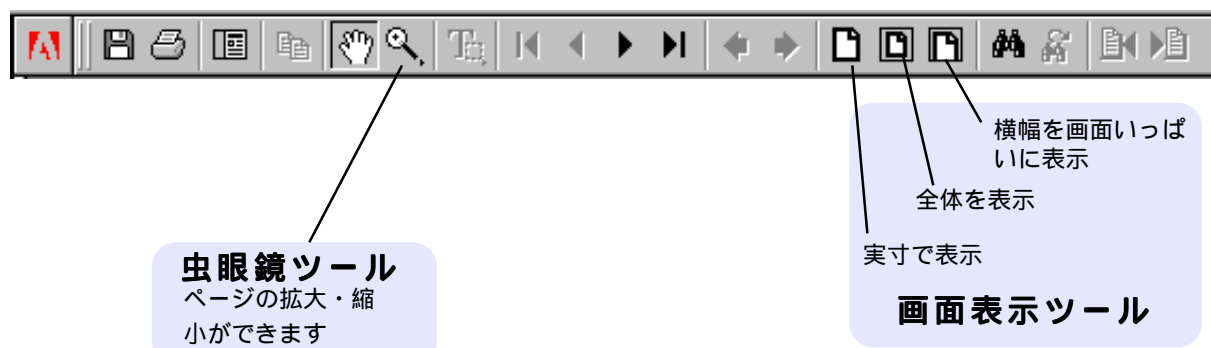 虫眼鏡ツール
ページの拡大・縮
小ができます
横幅を画面いっぱ
いに表示
全体を表示
実寸で表示
画面表示ツール